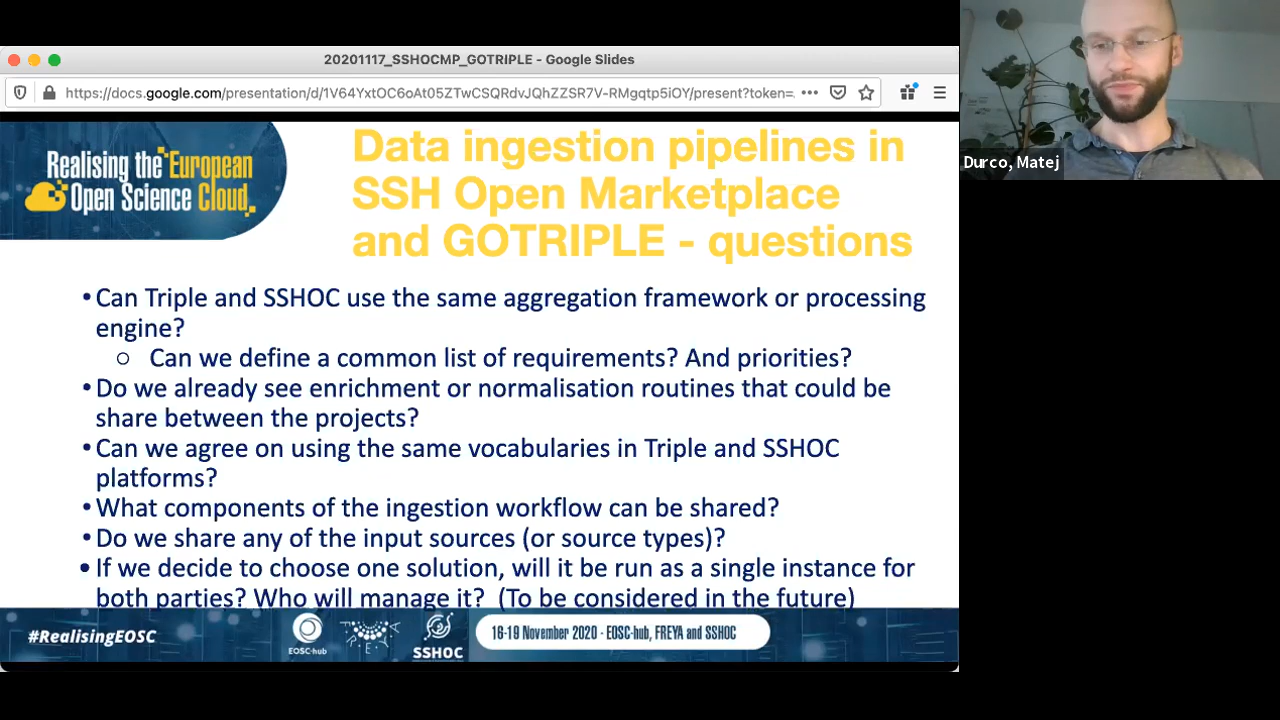 20201117_SSHOCMP_GOTRIPLE - Google Slides
https://docs.google.com/presentation/d/1V64YxtOC6oAt05ZTwCSQRdvJQhZZSR7V-RMgqtp5iOY/present?token=
Durco, Matej
Realising the European
Open Science Cloud
Data ingestion pipelines in
SSH Open Marketplace
and GOTRIPLE - questions
• Can Triple and SSHOC use the same aggregation framework or processing
engine?
○ Can we define a common list of requirements? And priorities?
• Do we already see enrichment or normalisation routines that could be
share between the projects?
• Can we agree on using the same vocabularies in Triple and SSHOC
platforms?
• What components of the ingestion workflow can be shared?
• Do we share any of the input sources (or source types)?
• If we decide to choose one solution, will it be run as a single instance for
both parties? Who will manage it? (To be considered in the future)
#RealisingEOSC
EOSC-hub
FREYA
SSHOC
16-19 November 2020 - EOSC-hub, FREYA and SSHOC